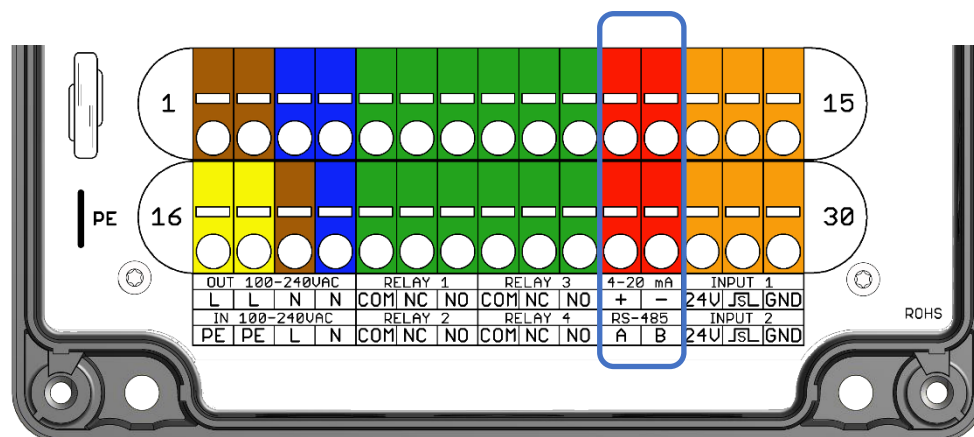 1
15
PE
16
30
OUT 100-240VAC RELAY 1 RELAY 3 4-20 mA INPUT 1
L L N N COM NC NO COM NC NO + - 24V S GND
IN 100-240VAC RELAY 2 RELAY 4 RS-485 INPUT 2
PE PE L N COM NC NO COM NC NO A B 24V S GND
ROHS